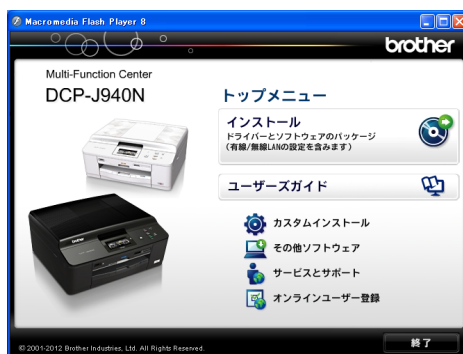 Macromedia Flash Player 8
brother
Multi-Function Center
DCP-J940N
トップメニュー
インストール
ドライバーとソフトウェアのパッケージ
(有線/無線LANの設定を含みます)
ユーザーズガイド
カスタムインストール
その他ソフトウェア
サービスとサポート
オンラインユーザー登録
© 2001-2012 Brother Industries, Ltd. All Rights Reserved.
終了